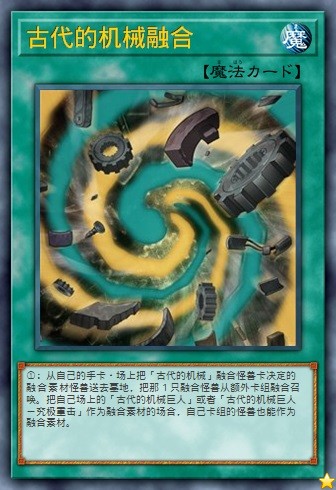 古代的机械融合
魔
【魔法カード】
①：从自己的手卡·场上把「古代的机械」融合怪兽卡决定的
融合素材怪兽送去墓地，把那１只融合怪兽从额外卡组融合召
唤。把自己场上的「古代的机械巨人」或者「古代的机械巨人
－究极重击」作为融合素材的场合，自己卡组的怪兽也能作为
融合素材。